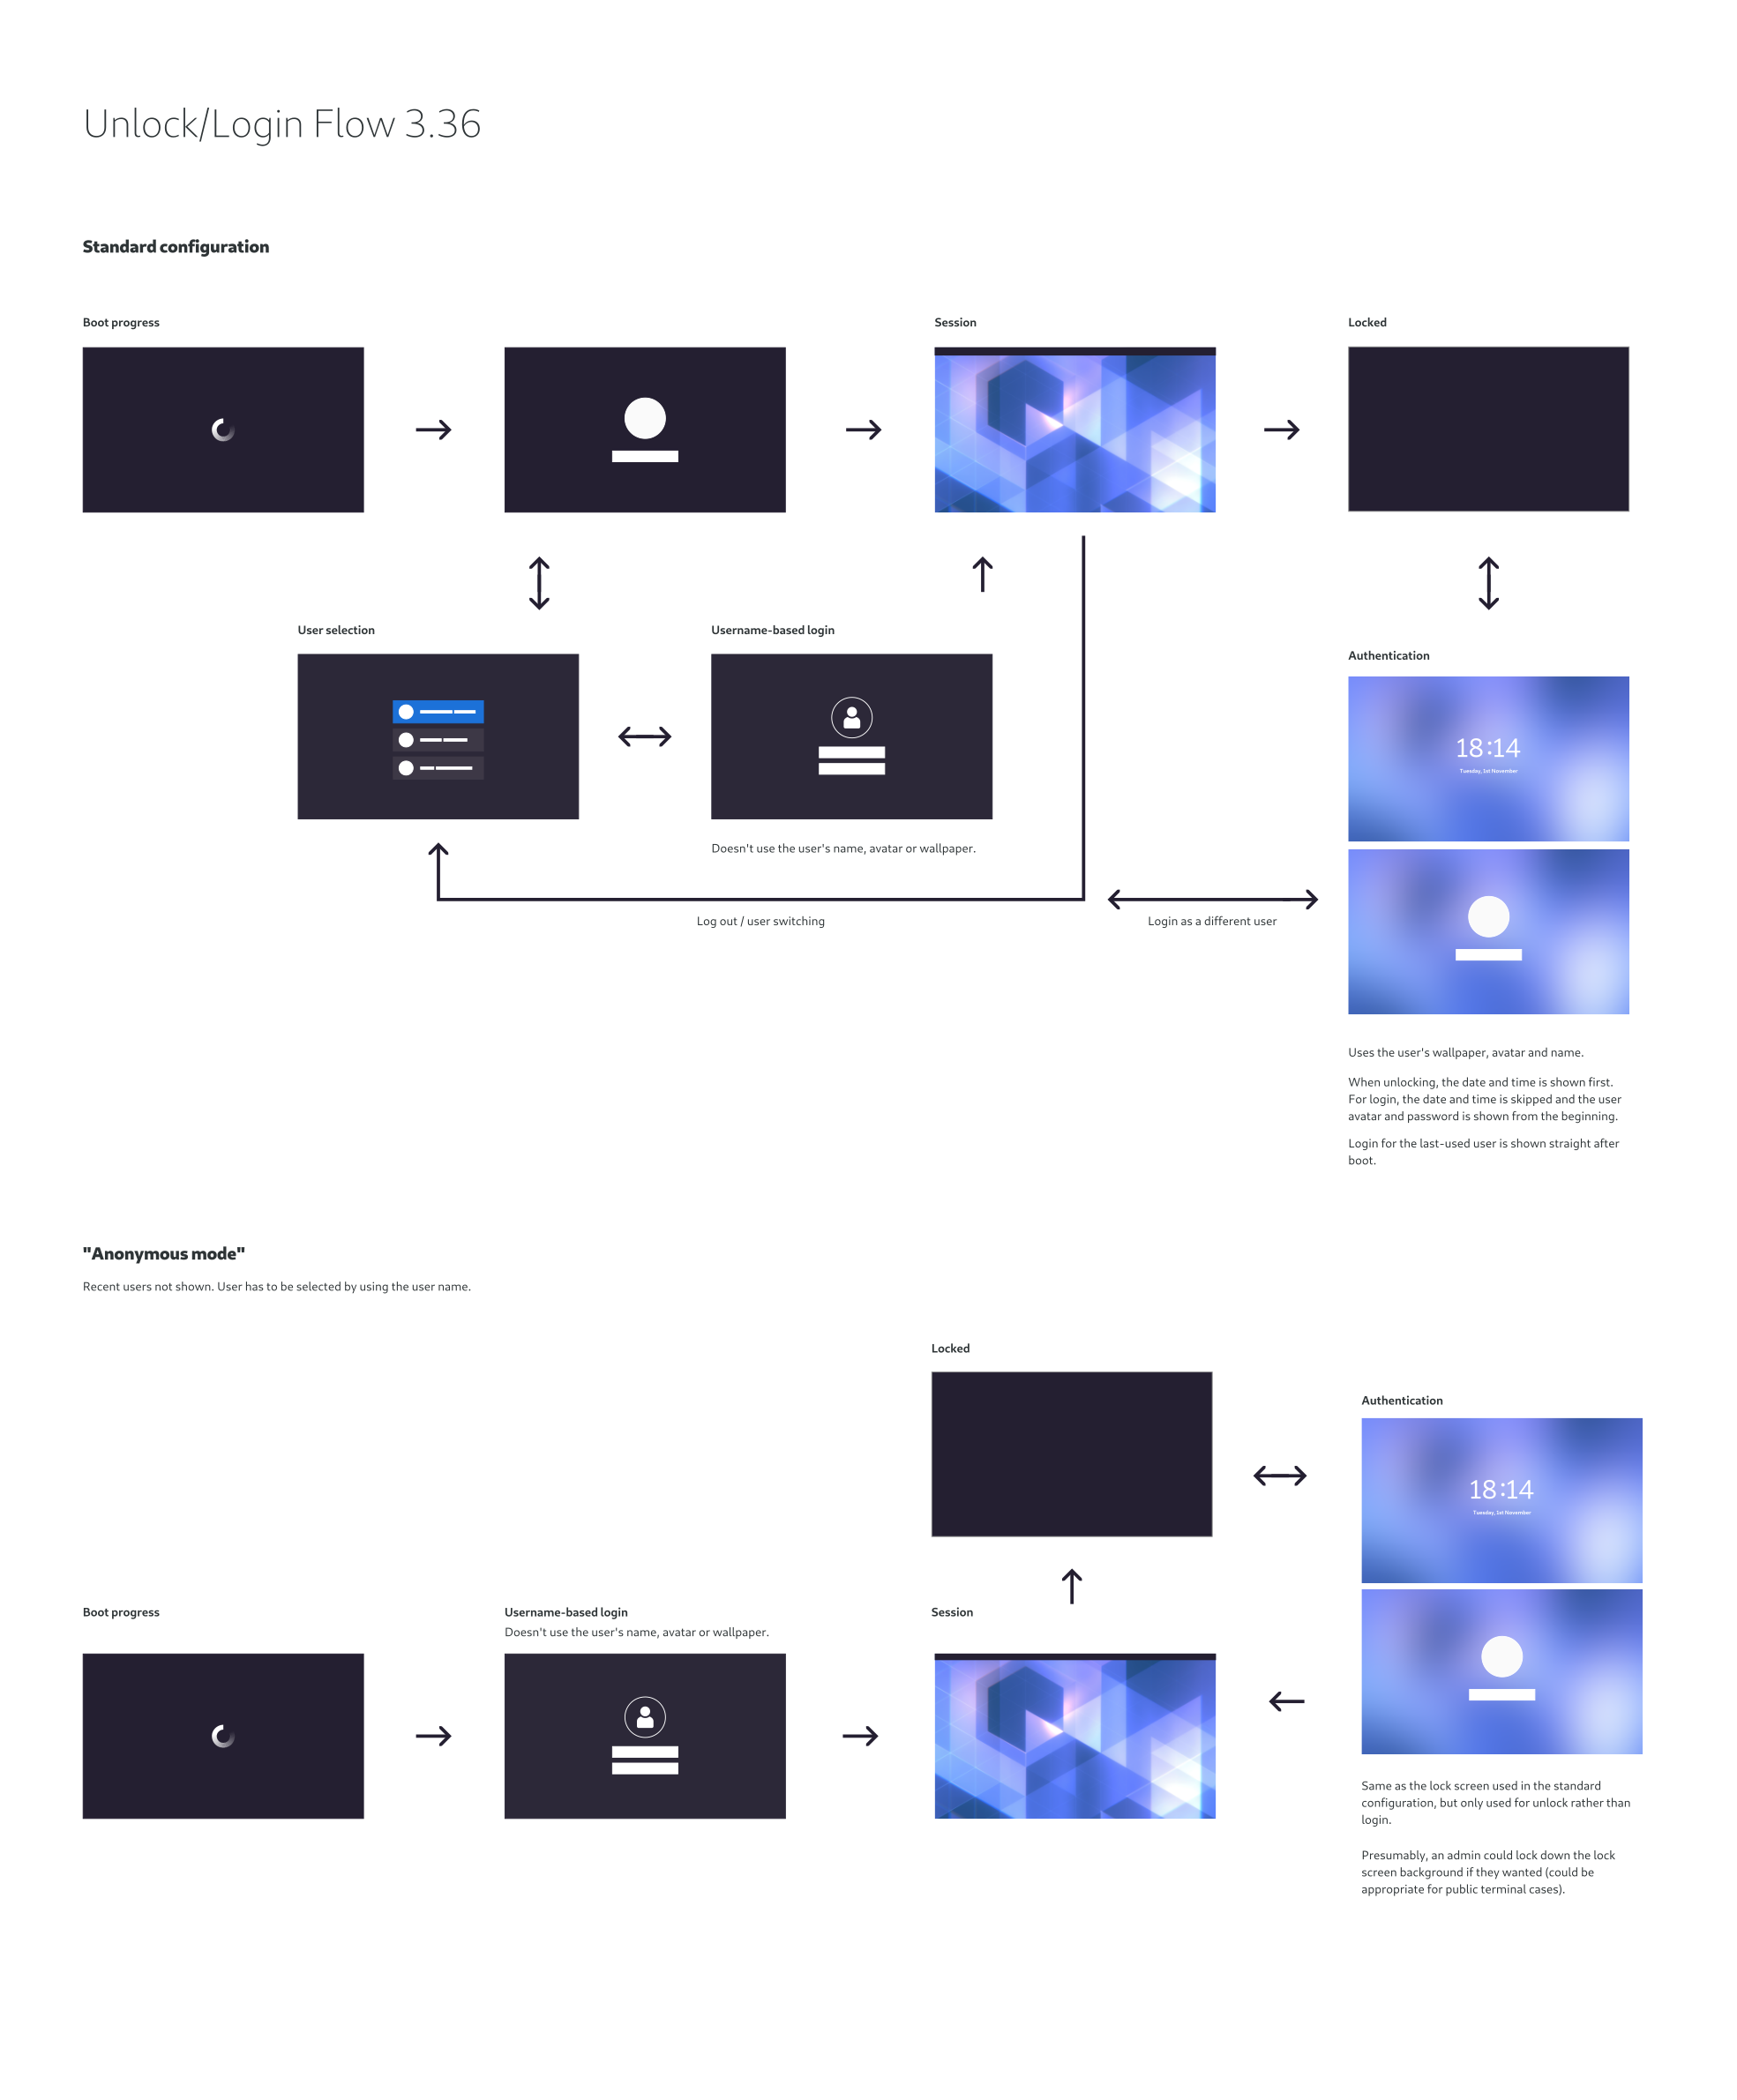 Unlock/Login Flow 3.36
Standard configuration
Boot progress
Session
Locked
User selection
Username-based login
Authentication
18:14
Tuesday, 1st November
Doesn't use the user's name, avatar or wallpaper.
Log out / user switching
Login as a different user
Uses the user's wallpaper, avatar and name.
When unlocking, the date and time is shown first.
For login, the date and time is skipped and the user
avatar and password is shown from the beginning.
Login for the last-used user is shown straight after
boot.
"Anonymous mode"
Recent users not shown. User has to be selected by using the user name.
Locked
Authentication
18:14
Tuesday, 1st November
Boot progress
Username-based login
Doesn't use the user's name, avatar or wallpaper.
Session
Same as the lock screen used in the standard
configuration, but only used for unlock rather than
login.
Presumably, an admin could lock down the lock
screen background if they wanted (could be
appropriate for public terminal cases).